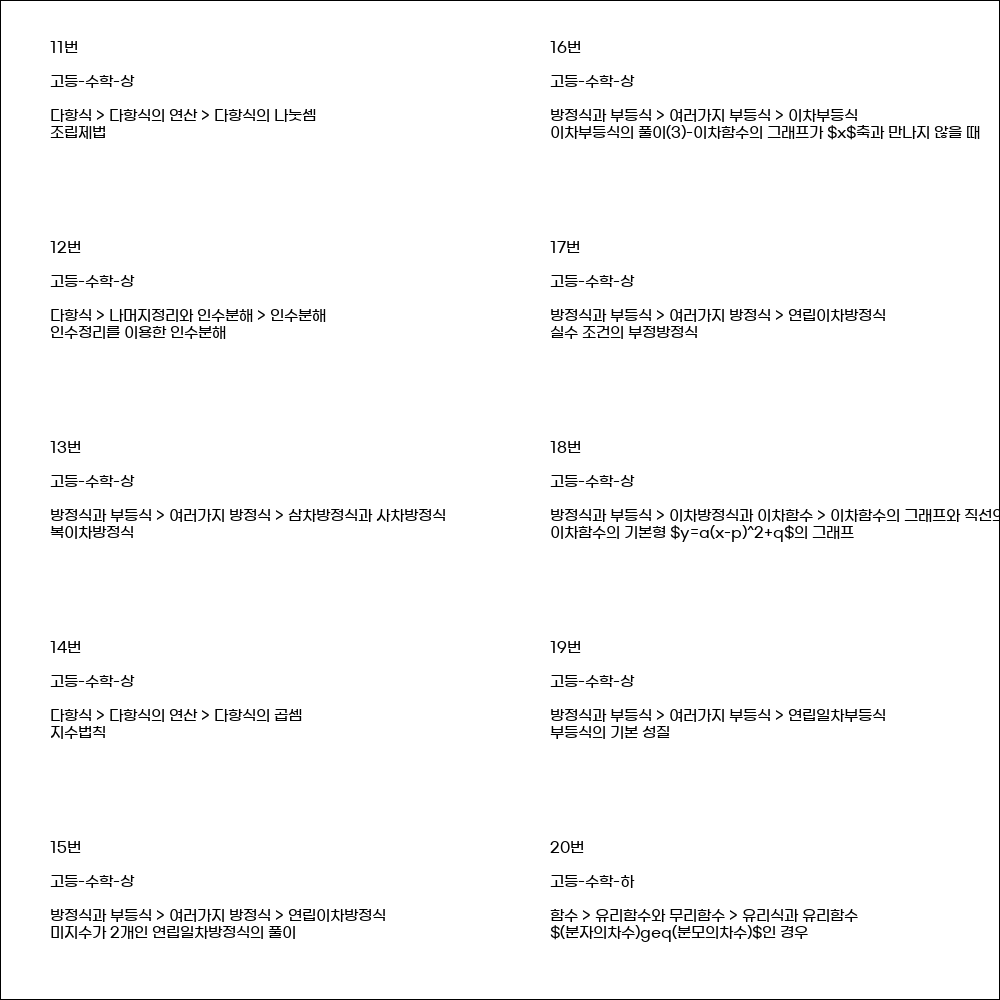 11번
고등-수학-상
다항식 > 다항식의 연산 > 다항식의 나눗셈
조립제법
12번
고등-수학-상
다항식 > 나머지정리와 인수분해 > 인수분해
인수정리를 이용한 인수분해
13번
고등-수학-상
방정식과 부등식 > 여러가지 방정식 > 삼차방정식과 사차방정식
복이차방정식
14번
고등-수학-상
다항식 > 다항식의 연산 > 다항식의 곱셈
지수법칙
15번
고등-수학-상
방정식과 부등식 > 여러가지 방정식 > 연립이차방정식
미지수가 2개인 연립일차방정식의 풀이
16번
고등-수학-상
방정식과 부등식 > 여러가지 부등식 > 이차부등식
이차부등식의 풀이(3)-이차함수의 그래프가 $x$축과 만나지 않을 때
17번
고등-수학-상
방정식과 부등식 > 여러가지 방정식 > 연립이차방정식
실수 조건의 부정방정식
18번
고등-수학-상
방정식과 부등식 > 이차방정식과 이차함수 > 이차함수의 그래프와 직선
이차함수의 기본형 $y=a(x-p)^2+q$의 그래프
19번
고등-수학-상
방정식과 부등식 > 여러가지 부등식 > 연립일차부등식
부등식의 기본 성질
20번
고등-수학-하
함수 > 유리함수와 무리함수 > 유리식과 유리함수
$(분자의차수)geq(분모의차수)$인 경우